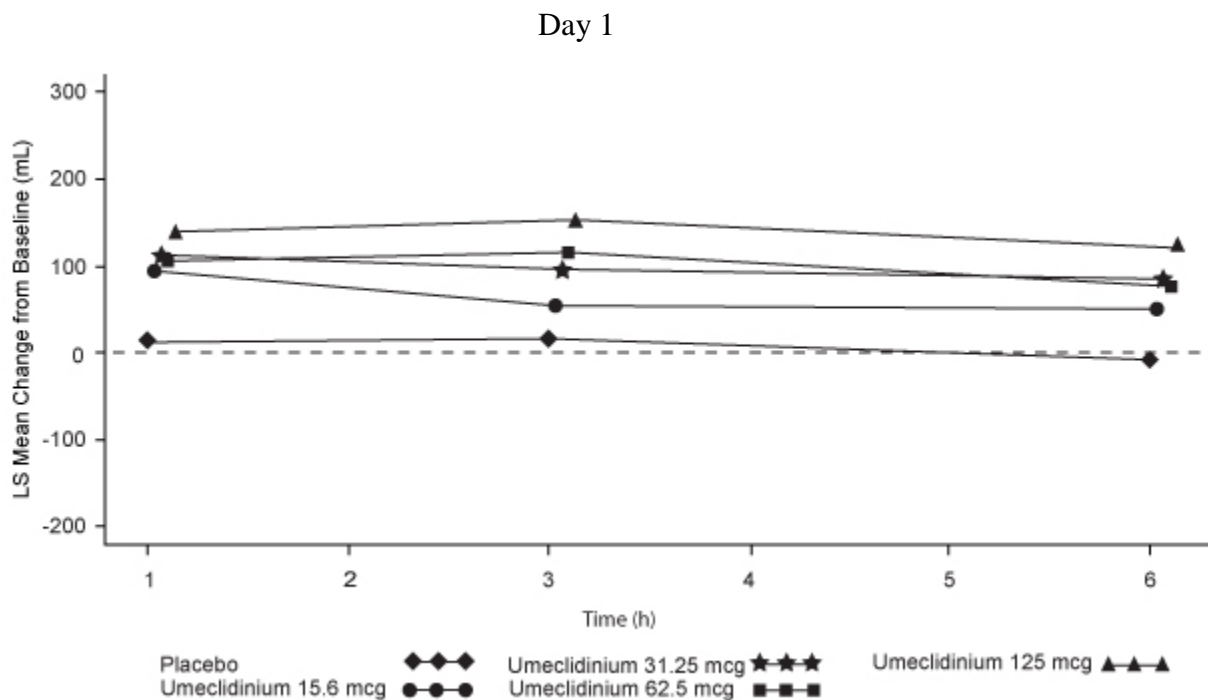 Day 1
LS Mean Change from Baseline (mL)
300
200
100
0
-100
-200
1 2 3 4 5 6
Time (h)
Placebo Umeclidinium 31.25 mcg Umeclidinium 125 mcg
Umeclidinium 15.6 mcg Umeclidinium 62.5 mcg